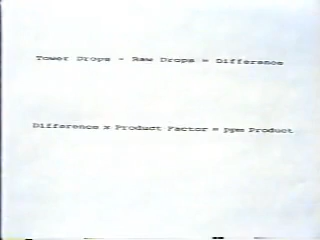 Tower Drops - Raw Drops = Difference
Difference x Product Factor = ppm Product